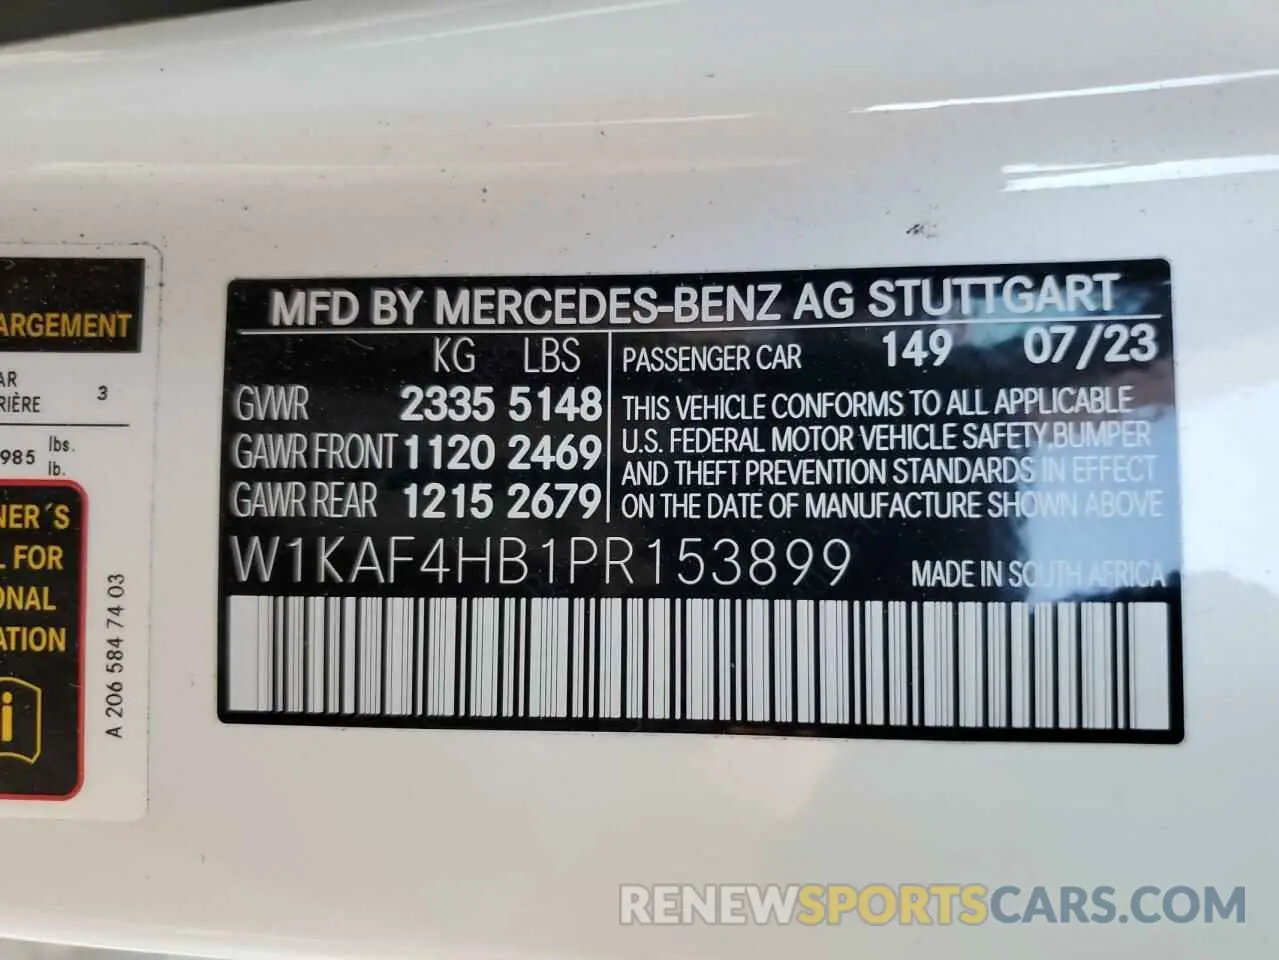 ARGEMENT
AR
RIÈRE 3
985 lbs.
lb.
NER´S
L FOR
ONAL
ATION
i
A 206 584 74 03
MFD BY MERCEDES-BENZ AG STUTTGART
KG LBS
GVWR 2335 5148
GAWR FRONT 1120 2469
GAWR REAR 1215 2679
PASSENGER CAR 149 07/23
THIS VEHICLE CONFORMS TO ALL APPLICABLE
U.S. FEDERAL MOTOR VEHICLE SAFETY,BUMPER
AND THEFT PREVENTION STANDARDS IN EFFECT
ON THE DATE OF MANUFACTURE SHOWN ABOVE
W1KAF4HB1PR153899 MADE IN SOUTH AFRICA
RENEWSPORTSCARS.COM